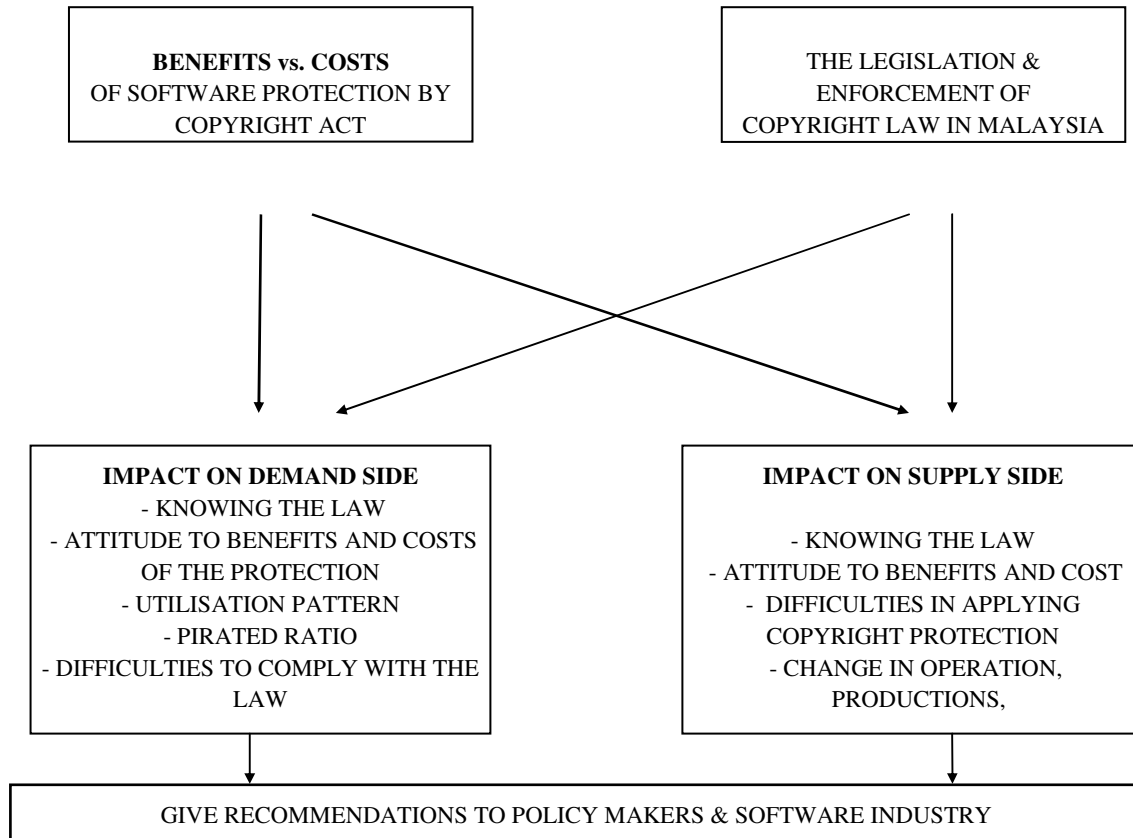 BENEFITS vs. COSTS
OF SOFTWARE PROTECTION BY
COPYRIGHT ACT
THE LEGISLATION &
ENFORCEMENT OF
COPYRIGHT LAW IN MALAYSIA
IMPACT ON DEMAND SIDE
- KNOWING THE LAW
- ATTITUDE TO BENEFITS AND COSTS
OF THE PROTECTION
- UTILISATION PATTERN
- PIRATED RATIO
- DIFFICULTIES TO COMPLY WITH THE
LAW
IMPACT ON SUPPLY SIDE
- KNOWING THE LAW
- ATTITUDE TO BENEFITS AND COST
- DIFFICULTIES IN APPLYING
COPYRIGHT PROTECTION
- CHANGE IN OPERATION,
PRODUCTIONS,
GIVE RECOMMENDATIONS TO POLICY MAKERS & SOFTWARE INDUSTRY